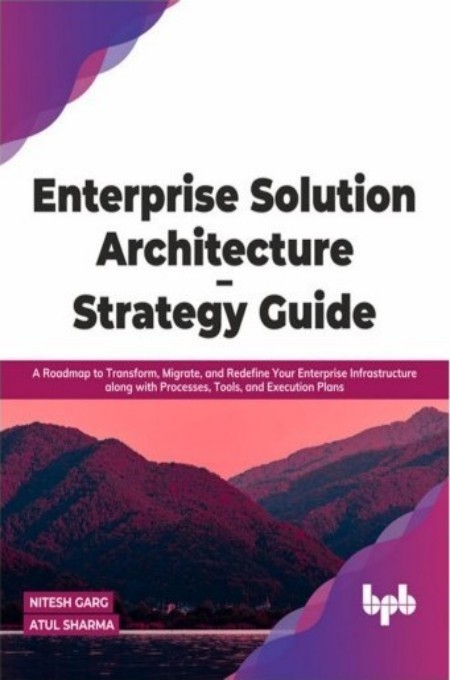 Enterprise Solution
Architecture
–
Strategy Guide
A Roadmap to Transform, Migrate, and Redefine Your Enterprise Infrastructure
along with Processes, Tools, and Execution Plans
NITESH GARG
ATUL SHARMA
bpb